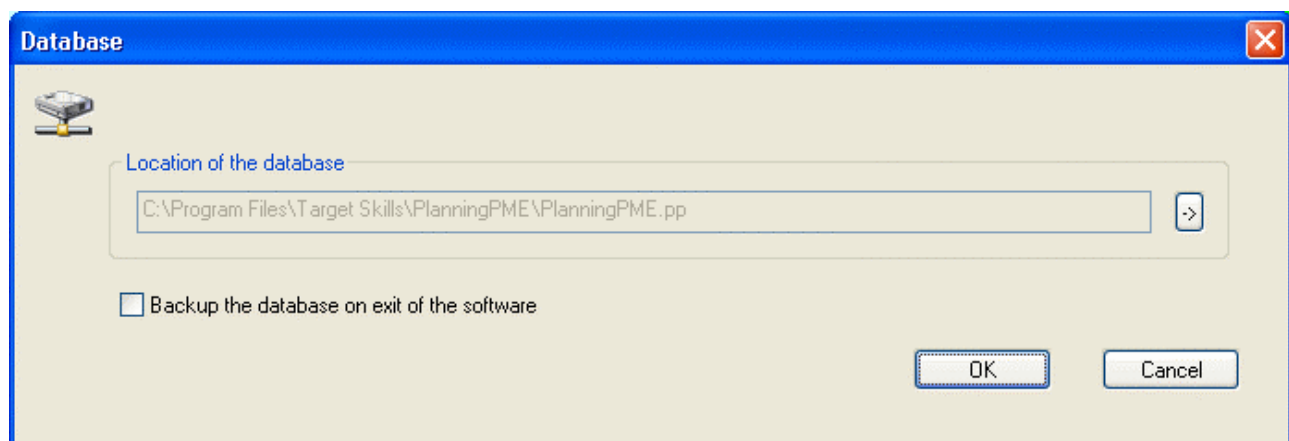 Database
Location of the database
C:\Program Files\Target Skills\PlanningPME\PlanningPME.pp
->
Backup the database on exit of the software
OK Cancel